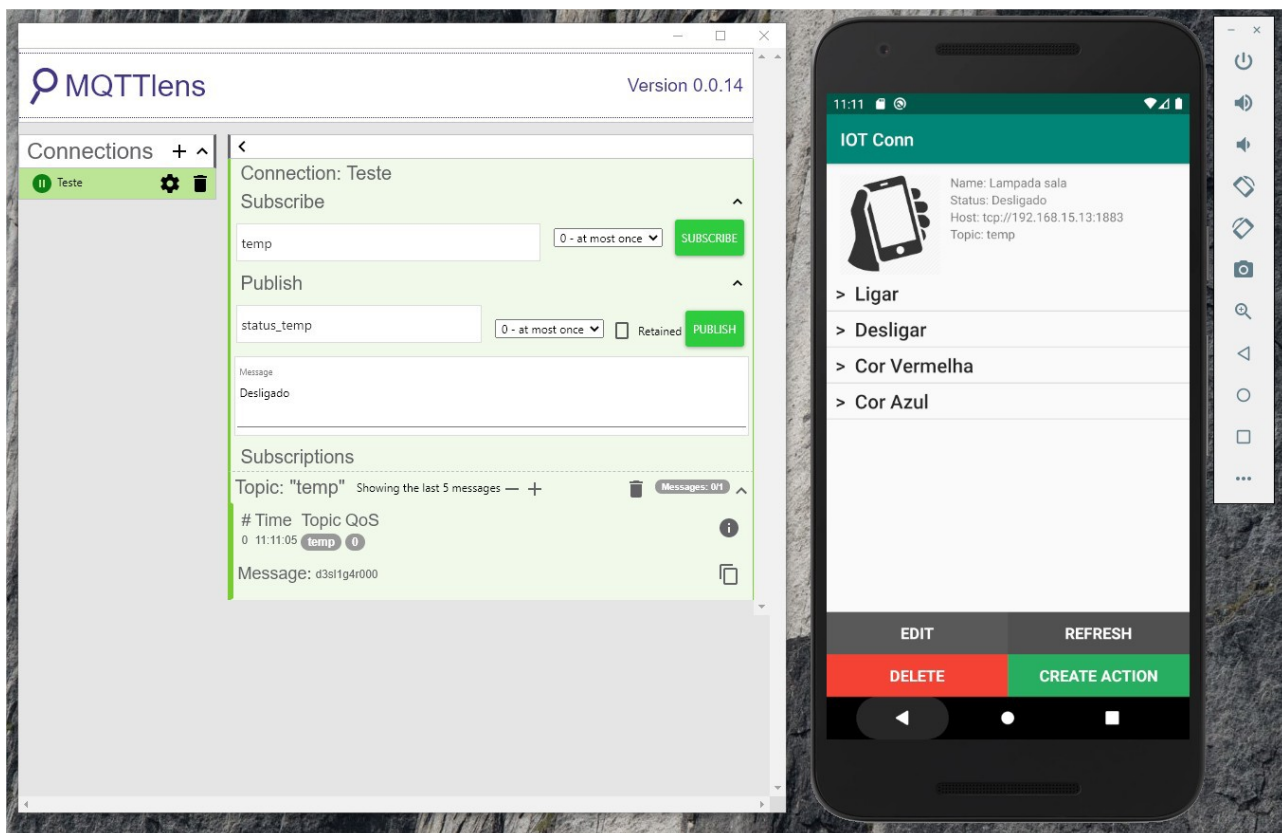 MQTTlens
Version 0.0.14
Connections +
Teste
Connection: Teste
Subscribe
temp
0 - at most once
SUBSCRIBE
Publish
status_temp
0 - at most once
Retained
PUBLISH
Message
Desligado
Subscriptions
Topic: "temp" Showing the last 5 messages — +
Messages: 0/1
# Time Topic QoS
0 11:11:05 temp 0
Message: d3sl1g4r000
11:11
IOT Conn
Name: Lampada sala
Status: Desligado
Host: tcp://192.168.15.13:1883
Topic: temp
> Ligar
> Desligar
> Cor Vermelha
> Cor Azul
EDIT
REFRESH
DELETE
CREATE ACTION